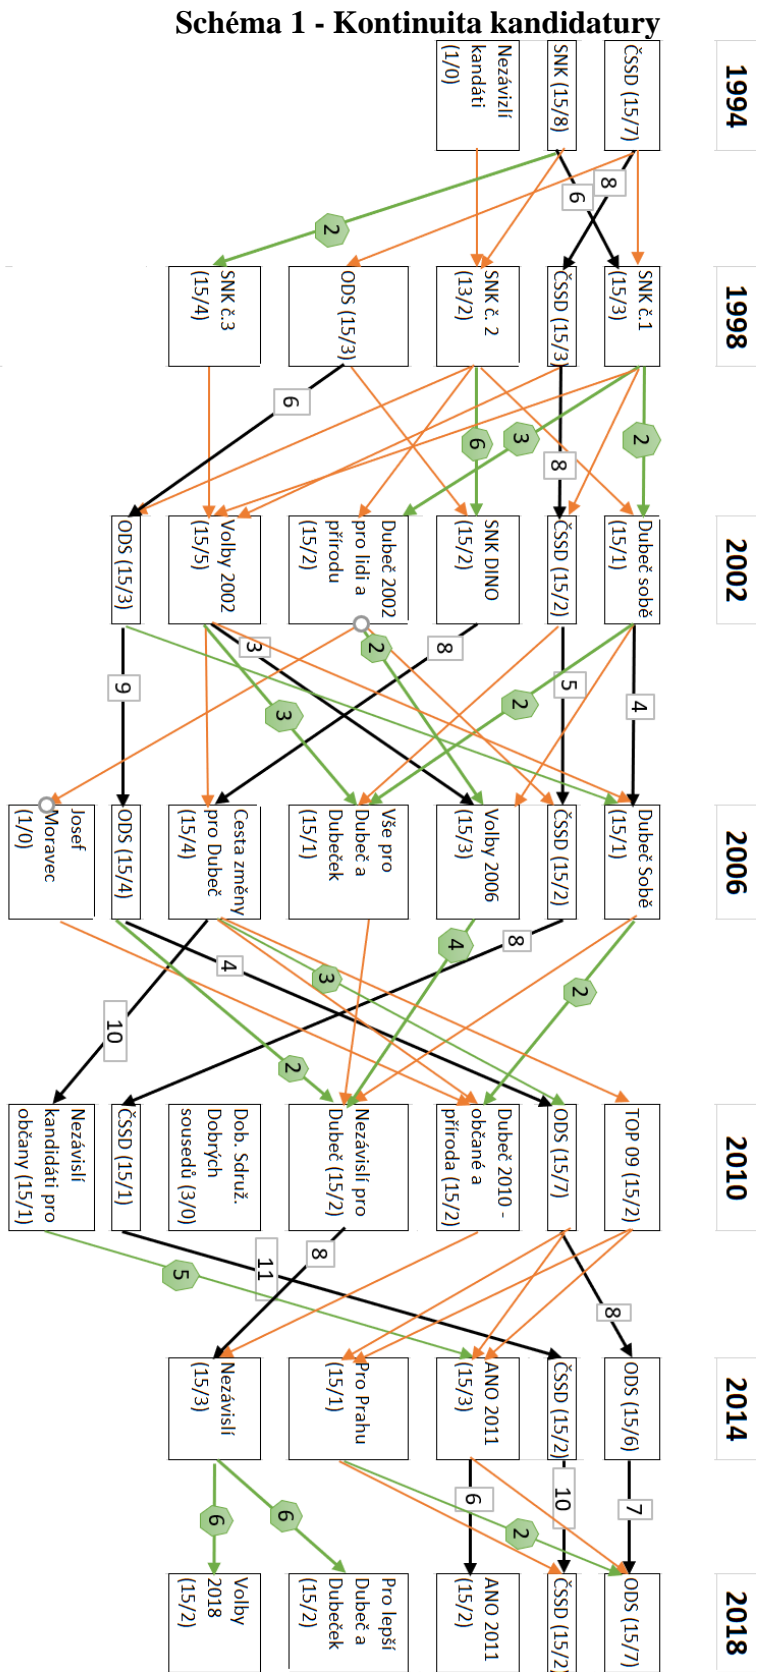 Schéma 1 - Kontinuita kandidatury
1994
ČSSD (15/7)
SNK (15/8)
Nezávizlí
kandáti
(1/0)
8
6
2
1998
SNK č.1
(15/3)
ČSSD (15/3)
SNK č. 2
(13/2)
ODS (15/3)
SNK č.3
(15/4)
2
8
3
6
6
2002
Dubeč sobě
(15/1)
ČSSD (15/2)
SNK DINO
(15/2)
Dubeč 2002
pro lidi a
přírodu
(15/2)
Volby 2002
(15/5)
ODS (15/3)
4
5
2
8
2
3
3
9
2006
Dubeč Sobě
(15/1)
ČSSD (15/2)
Volby 2006
(15/3)
Vše pro
Dubeč a
Dubeček
(15/1)
Cesta změny
pro Dubeč
(15/4)
ODS (15/4)
Josef
Moravec
(1/0)
2
8
4
3
4
2
10
2010
TOP 09 (15/2)
ODS (15/7)
Dubeč 2010 -
občané a
příroda (15/2)
Nezávislí pro
Dubeč (15/2)
Dob. Sdruž.
Dobrých
sousedů (3/0)
ČSSD (15/1)
Nezávislí
kandidáti pro
občany (15/1)
8
8
11
5
2014
ODS (15/6)
ČSSD (15/2)
ANO 2011
(15/3)
Pro Prahu
(15/1)
Nezávislí
(15/3)
7
10
2
6
6
6
2018
ODS (15/7)
ČSSD (15/2)
ANO 2011
(15/2)
Pro lepší
Dubeč a
Dubeček
(15/2)
Volby
2018
(15/2)